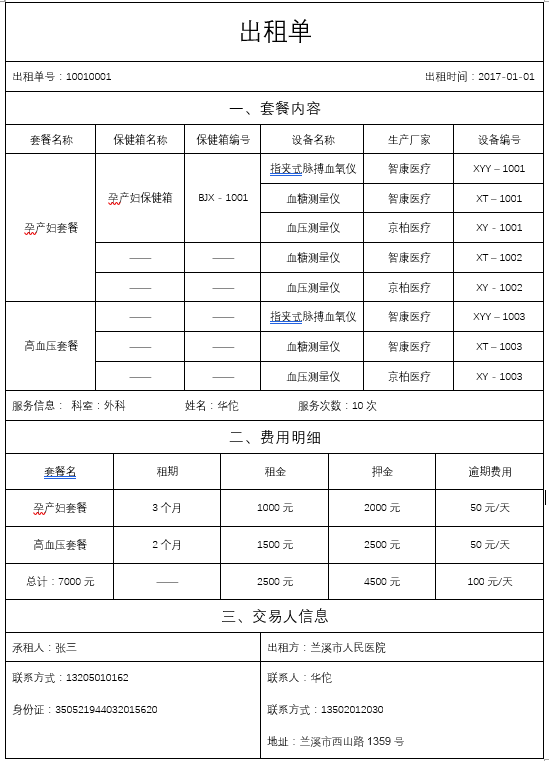 出租单
出租单号：10010001 出租时间：2017-01-01
一、套餐内容
套餐名称 保健箱名称 保健箱编号 设备名称 生产厂家 设备编号
孕产妇套餐 孕产妇保健箱 BJX - 1001 指夹式脉搏血氧仪 智康医疗 XYY – 1001
血糖测量仪 智康医疗 XT – 1001
血压测量仪 京柏医疗 XY - 1001
—— —— 血糖测量仪 智康医疗 XT – 1002
—— —— 血压测量仪 京柏医疗 XY - 1002
高血压套餐 —— —— 指夹式脉搏血氧仪 智康医疗 XYY – 1003
—— —— 血糖测量仪 智康医疗 XT – 1003
—— —— 血压测量仪 京柏医疗 XY - 1003
服务信息： 科室：外科 姓名：华佗 服务次数：10 次
二、费用明细
套餐名 租期 租金 押金 逾期费用
孕产妇套餐 3 个月 1000 元 2000 元 50 元/天
高血压套餐 2 个月 1500 元 2500 元 50 元/天
总计：7000 元 —— 2500 元 4500 元 100 元/天
三、交易人信息
承租人：张三 出租方：兰溪市人民医院
联系方式：13205010162 联系人：华佗
身份证：350521944032015620 联系方式：13502012030
地址：兰溪市西山路 1359 号